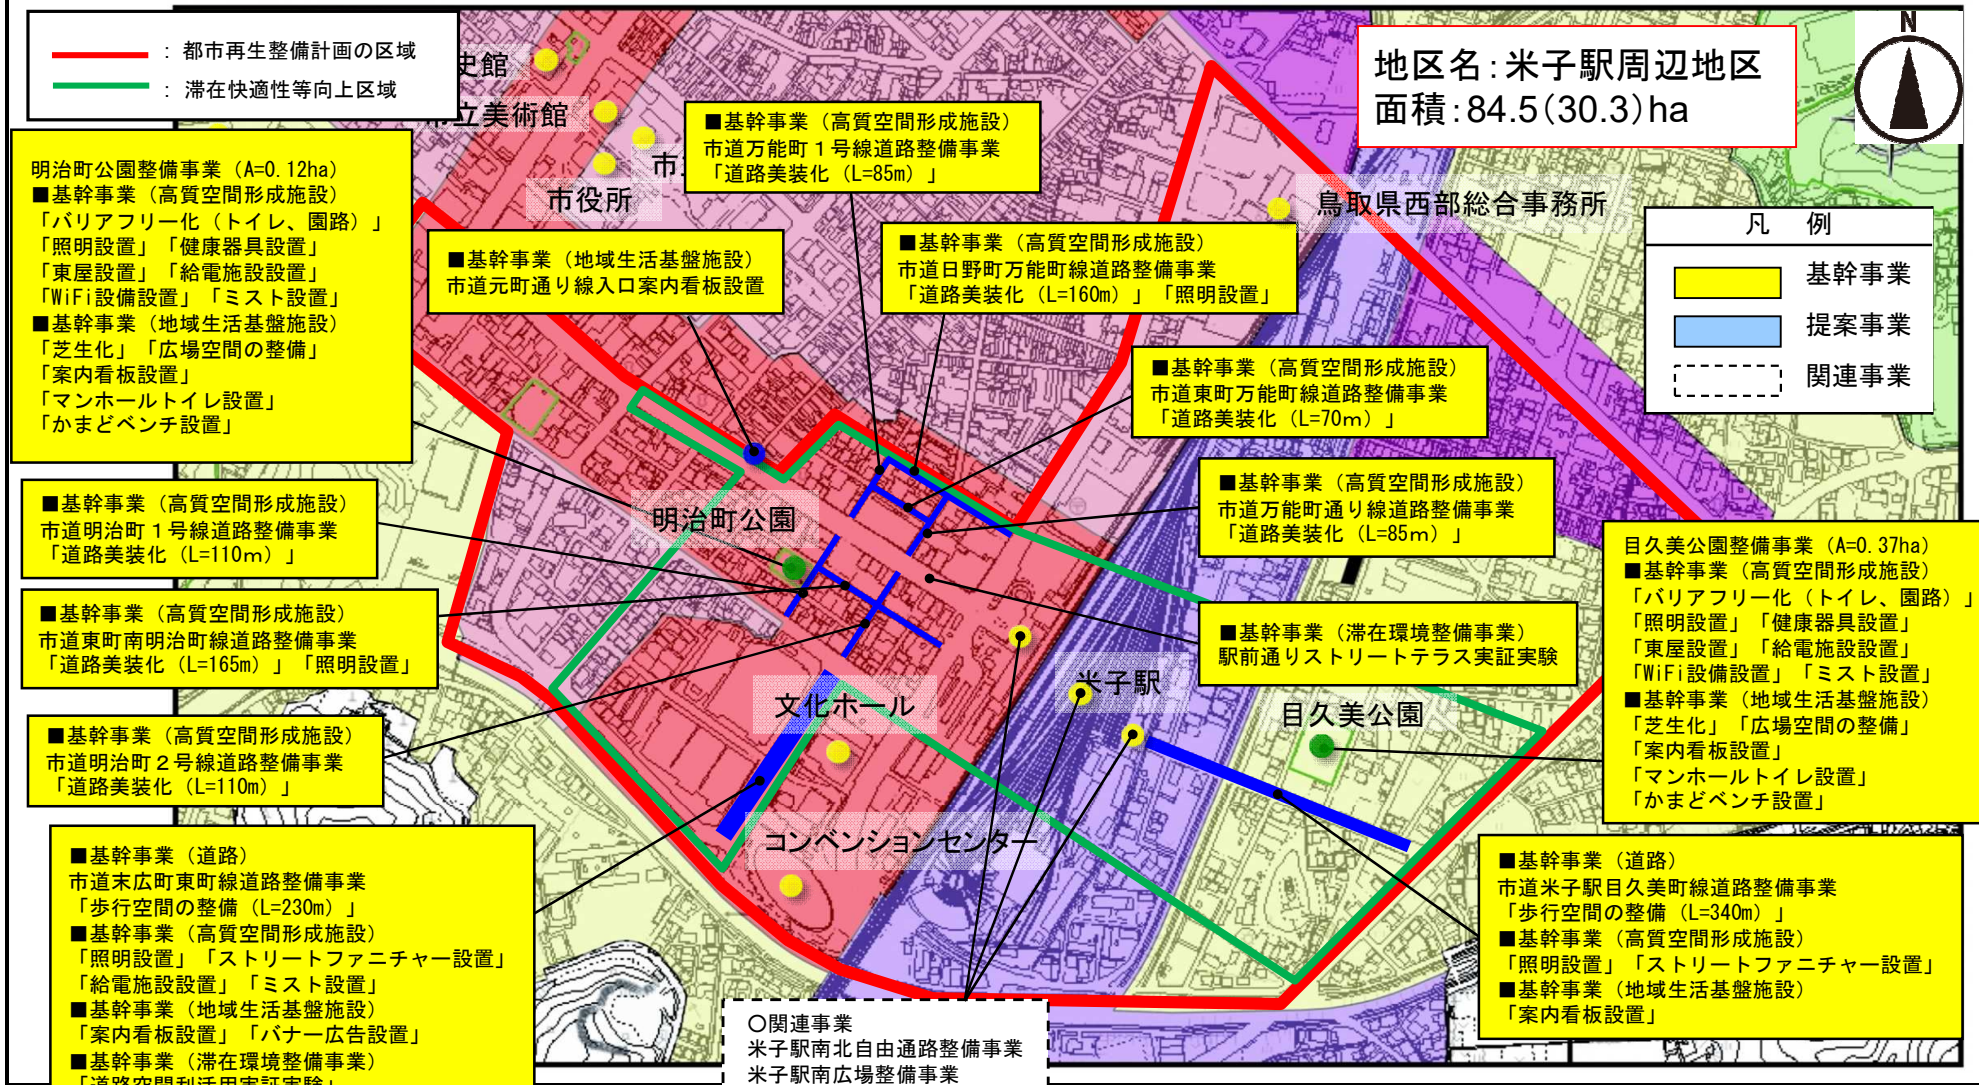 : 都市再生整備計画の区域
: 滞在快適性等向上区域
地区名:米子駅周辺地区
面積:84.5(30.3)ha
N
史館
市立美術館
市役所
鳥取県西部総合事務所
凡　例
基幹事業
提案事業
関連事業
明治町公園整備事業（A=0.12ha）
■基幹事業（高質空間形成施設）
「バリアフリー化（トイレ、園路）」
「照明設置」「健康器具設置」
「東屋設置」「給電施設設置」
「WiFi設備設置」「ミスト設置」
■基幹事業（地域生活基盤施設）
「芝生化」「広場空間の整備」
「案内看板設置」
「マンホールトイレ設置」
「かまどベンチ設置」
■基幹事業（高質空間形成施設）
市道万能町１号線道路整備事業
「道路美装化（L=85m）」
■基幹事業（地域生活基盤施設）
市道元町通り線入口案内看板設置
■基幹事業（高質空間形成施設）
市道日野町万能町線道路整備事業
「道路美装化（L=160m）」「照明設置」
■基幹事業（高質空間形成施設）
市道東町万能町線道路整備事業
「道路美装化（L=70m）」
■基幹事業（高質空間形成施設）
市道万能町通り線道路整備事業
「道路美装化（L=85m）」
■基幹事業（高質空間形成施設）
市道明治町１号線道路整備事業
「道路美装化（L=110m）」
明治町公園
■基幹事業（高質空間形成施設）
市道東町南明治町線道路整備事業
「道路美装化（L=165m）」「照明設置」
■基幹事業（滞在環境整備事業）
駅前通りストリートテラス実証実験
目久美公園整備事業（A=0.37ha）
■基幹事業（高質空間形成施設）
「バリアフリー化（トイレ、園路）」
「照明設置」「健康器具設置」
「東屋設置」「給電施設設置」
「WiFi設備設置」「ミスト設置」
■基幹事業（地域生活基盤施設）
「芝生化」「広場空間の整備」
「案内看板設置」
「マンホールトイレ設置」
「かまどベンチ設置」
文化ホール
米子駅
目久美公園
■基幹事業（高質空間形成施設）
市道明治町２号線道路整備事業
「道路美装化（L=110m）」
コンベンションセンター
■基幹事業（道路）
市道末広町東町線道路整備事業
「歩行空間の整備（L=230m）」
■基幹事業（高質空間形成施設）
「照明設置」「ストリートファニチャー設置」
「給電施設設置」「ミスト設置」
■基幹事業（地域生活基盤施設）
「案内看板設置」「バナー広告設置」
■基幹事業（滞在環境整備事業）
「道路空間利活用実証実験」
■基幹事業（道路）
市道米子駅目久美町線道路整備事業
「歩行空間の整備（L=340m）」
■基幹事業（高質空間形成施設）
「照明設置」「ストリートファニチャー設置」
■基幹事業（地域生活基盤施設）
「案内看板設置」
〇関連事業
米子駅南北自由通路整備事業
米子駅南広場整備事業